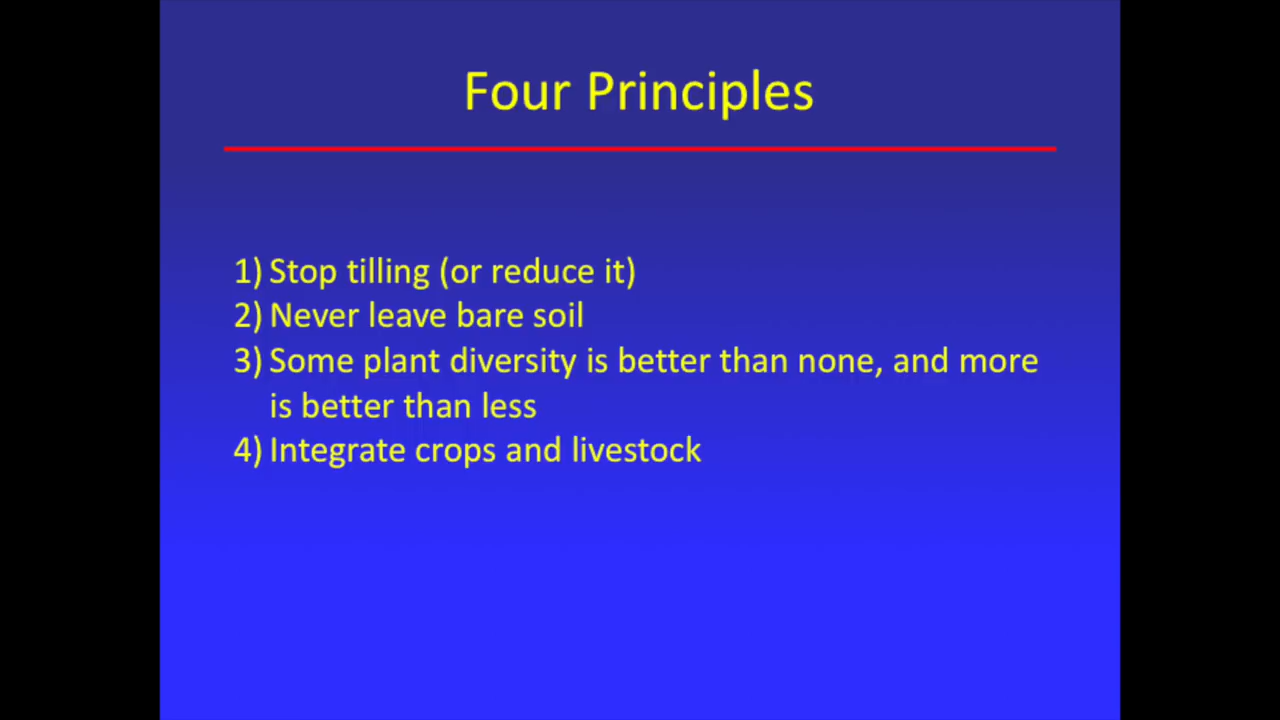 Four Principles
1) Stop tilling (or reduce it)
2) Never leave bare soil
3) Some plant diversity is better than none, and more
is better than less
4) Integrate crops and livestock